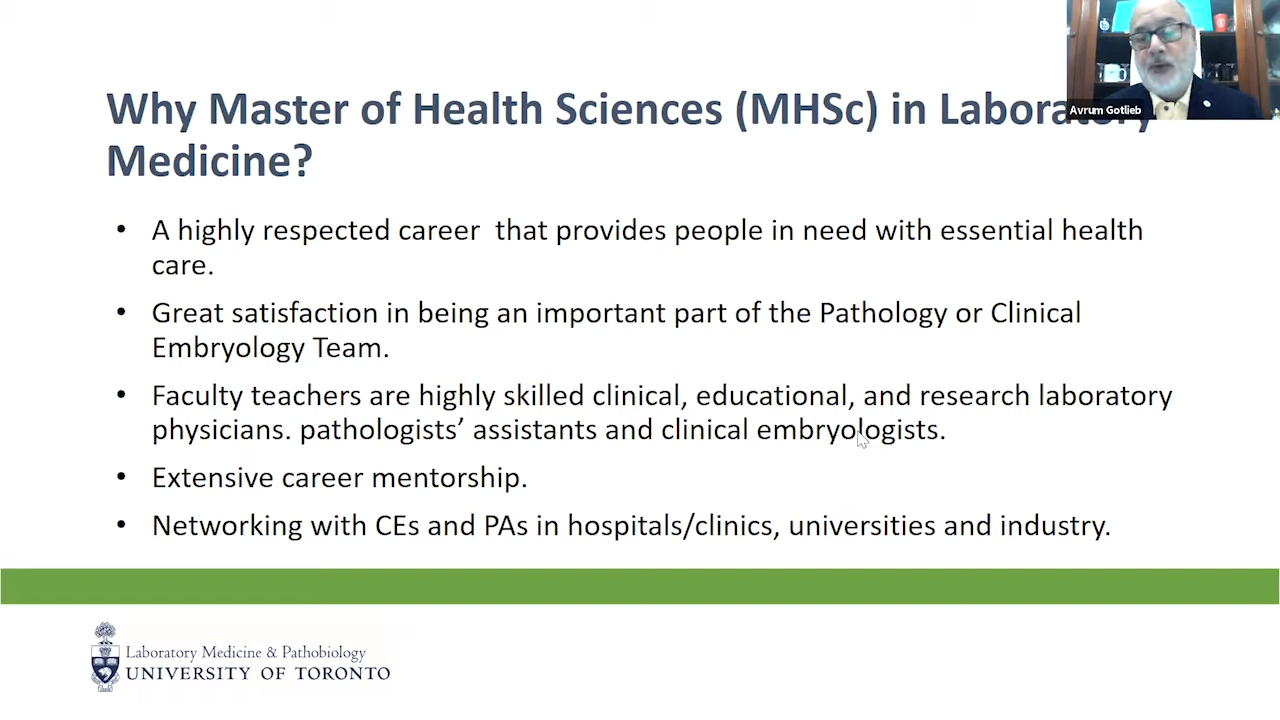 Avrum Gotlieb
Why Master of Health Sciences (MHSc) in Laboratory
Medicine?
• A highly respected career  that provides people in need with essential health
care.
• Great satisfaction in being an important part of the Pathology or Clinical
Embryology Team.
• Faculty teachers are highly skilled clinical, educational, and research laboratory
physicians. pathologists’ assistants and clinical embryologists.
• Extensive career mentorship.
• Networking with CEs and PAs in hospitals/clinics, universities and industry.
Laboratory Medicine & Pathobiology
UNIVERSITY OF TORONTO